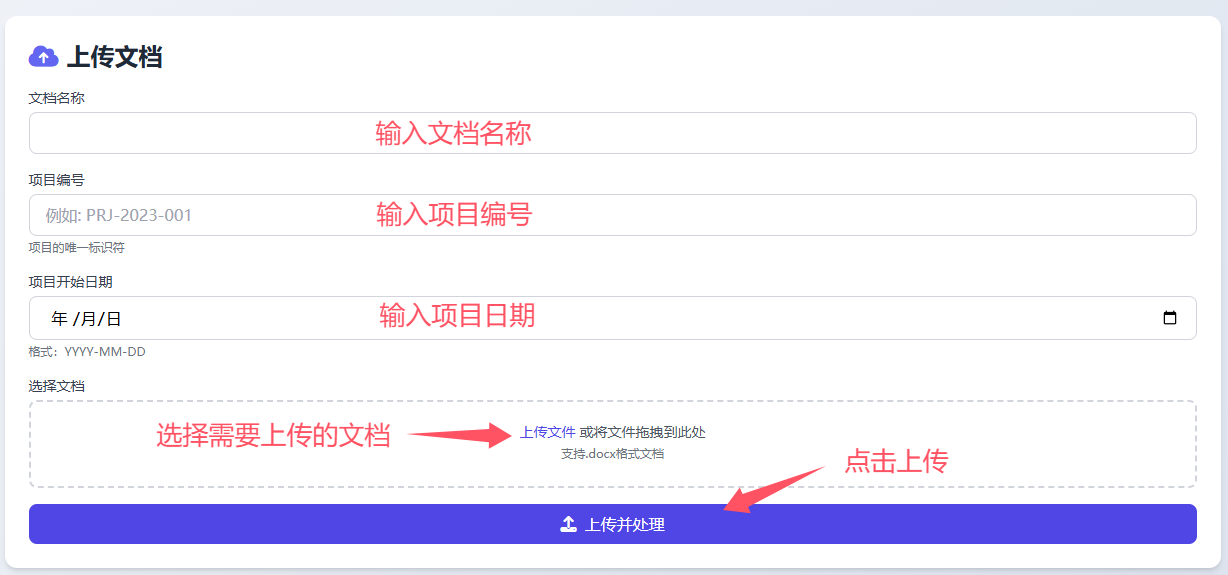 上传文档
文档名称
输入文档名称
项目编号
例如: PRJ-2023-001
输入项目编号
项目的唯一标识符
项目开始日期
年 /月/日
输入项目日期
格式：YYYY-MM-DD
选择文档
选择需要上传的文档
上传文件 或将文件拖拽到此处
支持.docx格式文档
点击上传
上传并处理